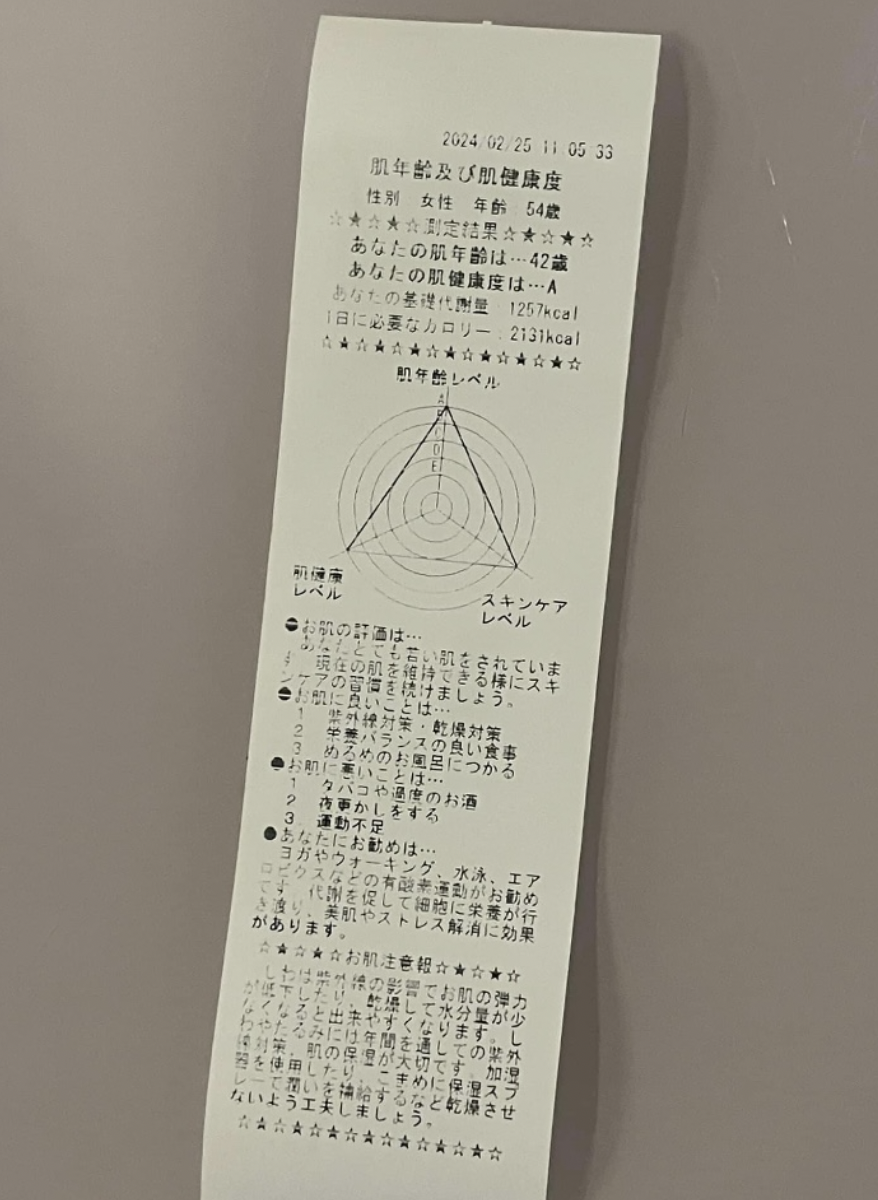 2024/02/25 11:05:33
肌年齢及び肌健康度
性別 女性 年齢 54歳
☆★☆★☆測定結果☆★☆★☆
あなたの肌年齢は…42歳
あなたの肌健康度は…A
あなたの基礎代謝量：1257kcal
1日に必要なカロリー：2131kcal
☆★☆★☆★☆★☆★☆★☆★☆
肌年齢レベル
A
B
C
D
E
肌健康
レベル
スキンケア
レベル
●お肌の評価は…
あなたとても若い肌をされていま
す。現在の肌を維持できる様にスキ
ンケアの習慣を続けましょう。
●お肌に良いことは…
1 紫外線対策・乾燥対策
2 栄養バランスの良い食事
3 ぬるめのお風呂につかる
●お肌に悪いことは…
1 タバコや過度のお酒
2 夜更かしをする
3 運動不足
●あなたにお勧めは…
ヨガやウォーキング、水泳、エア
ロビクスなどの有酸素運動がお勧め
です。代謝を促して細胞に栄養が行
き渡り、美肌やストレス解消に効果
があります。
☆★☆★☆お肌注意報☆★☆★☆
しわは紫外線の影響でお肌の弾力
が低下したり、乾燥して水分量が少し
なくなると出来やすくなります。
わたみには年間を通しての紫外
線対策、肌の保湿が大切です。加湿
器を使用したり、こまめに保湿スプ
レーで潤いを補給するなど乾燥させ
ないよう工夫しましょう。
☆★☆★☆★☆★☆★☆★☆★☆